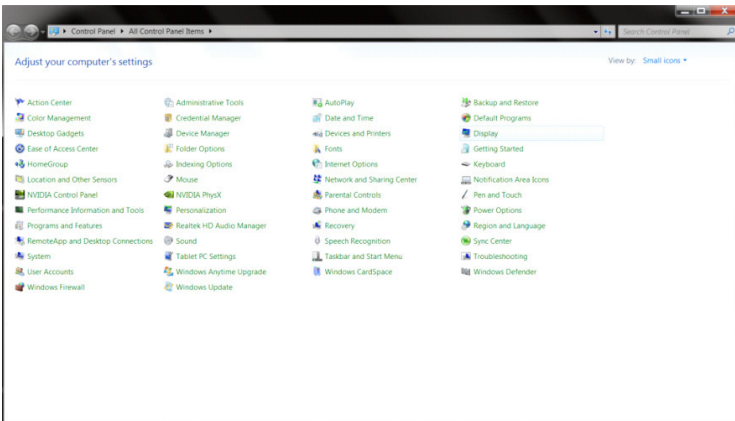 Control Panel ▸ All Control Panel Items ▸ Search Control Panel
Adjust your computer's settings View by: Small icons
Action Center Administrative Tools AutoPlay Backup and Restore
Color Management Credential Manager Date and Time Default Programs
Desktop Gadgets Device Manager Devices and Printers Display
Ease of Access Center Folder Options Fonts Getting Started
HomeGroup Indexing Options Internet Options Keyboard
Location and Other Sensors Mouse Network and Sharing Center Notification Area Icons
NVIDIA Control Panel NVIDIA PhysX Parental Controls Pen and Touch
Performance Information and Tools Personalization Phone and Modem Power Options
Programs and Features Realtek HD Audio Manager Recovery Region and Language
RemoteApp and Desktop Connections Sound Speech Recognition Sync Center
System Tablet PC Settings Taskbar and Start Menu Troubleshooting
User Accounts Windows Anytime Upgrade Windows CardSpace Windows Defender
Windows Firewall Windows Update